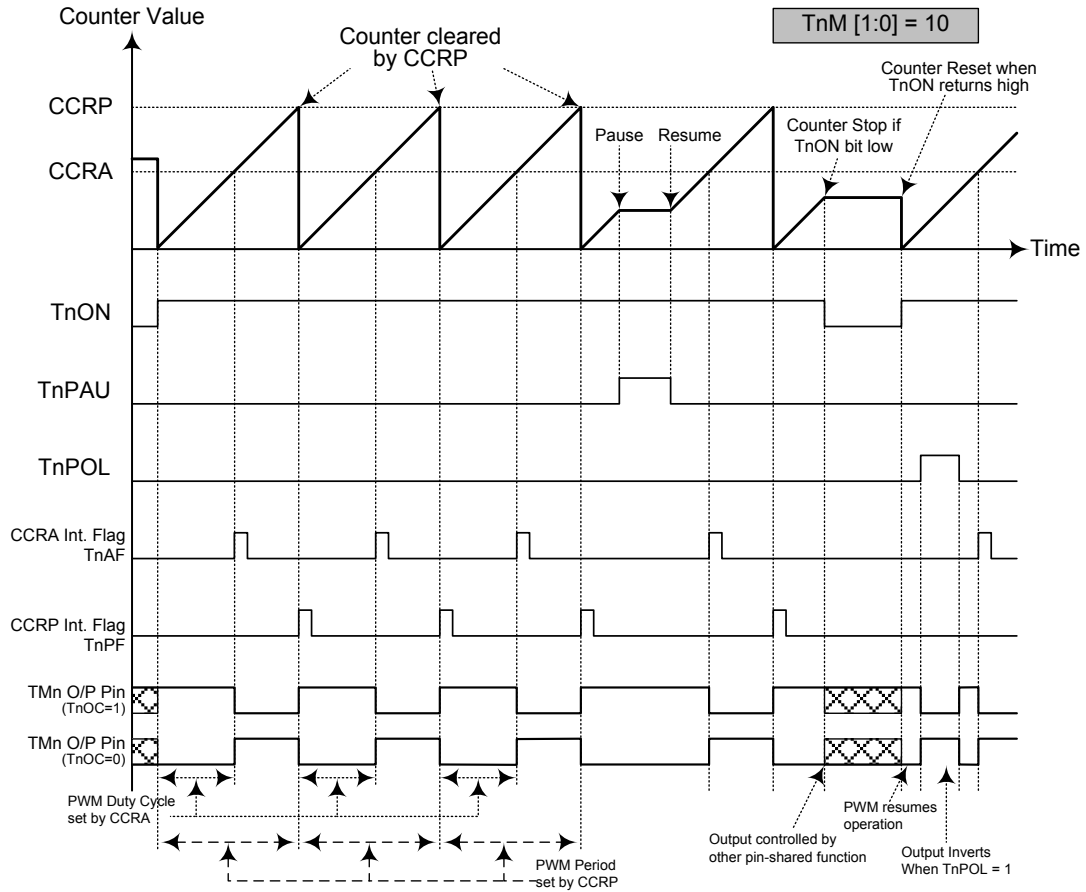 Counter Value
TnM [1:0] = 10
Counter cleared
by CCRP
Counter Reset when
TnON returns high
CCRP
Pause
Resume
Counter Stop if
TnON bit low
CCRA
Time
TnON
TnPAU
TnPOL
CCRA Int. Flag
TnAF
CCRP Int. Flag
TnPF
TMn O/P Pin
(TnOC=1)
TMn O/P Pin
(TnOC=0)
PWM Duty Cycle
set by CCRA
PWM resumes
operation
Output controlled by
other pin-shared function
Output Inverts
When TnPOL = 1
PWM Period
set by CCRP